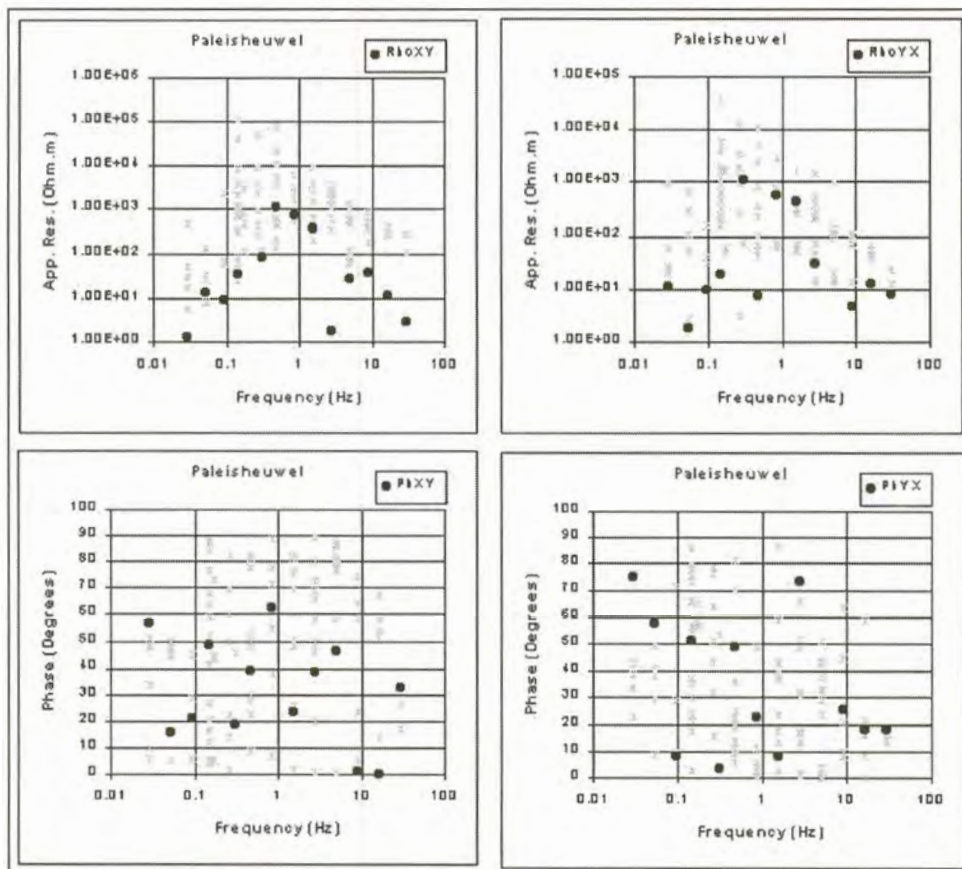 Paleisheuwel
RhoXY
1.00E+06
1.00E+05
1.00E+04
1.00E+03
1.00E+02
1.00E+01
1.00E+00
App. Res. (Ohm.m)
0.01 0.1 1 10 100
Frequency (Hz)
Paleisheuwel
RhoYX
1.00E+05
1.00E+04
1.00E+03
1.00E+02
1.00E+01
1.00E+00
App. Res. (Ohm.m)
0.01 0.1 1 10 100
Frequency (Hz)
Paleisheuwel
PhXY
100
90
80
70
60
50
40
30
20
10
0
Phase (Degrees)
0.01 0.1 1 10 100
Frequency (Hz)
Paleisheuwel
PhYX
100
90
80
70
60
50
40
30
20
10
0
Phase (Degrees)
0.01 0.1 1 10 100
Frequency (Hz)